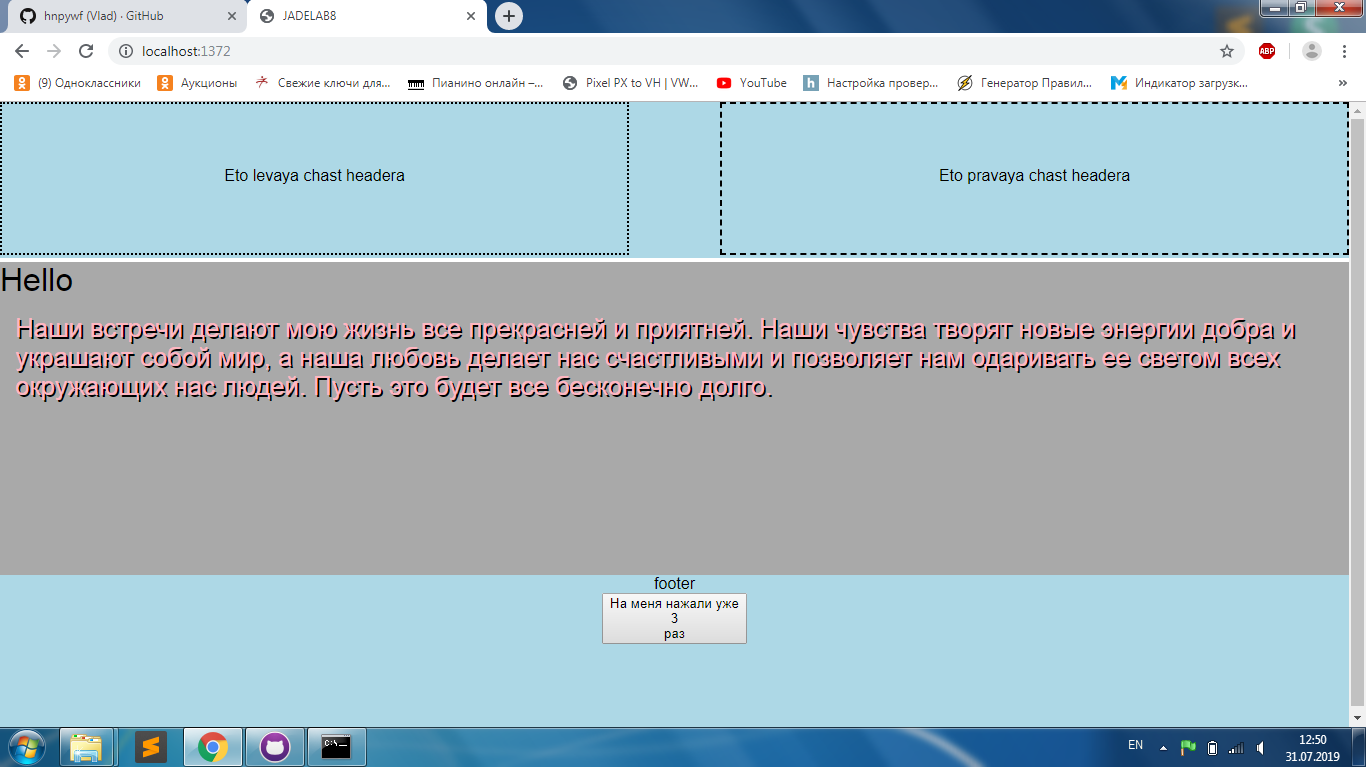 hnpywf (Vlad) · GitHub
JADELAB8
localhost:1372
ABP
(9) Одноклассники
Аукционы
Свежие ключи для...
Пианино онлайн –...
Pixel PX to VH | VW...
YouTube
h
Настройка провер...
Генератор Правил...
Индикатор загрузк...
»
Eto levaya chast headera
Eto pravaya chast headera
Hello
Наши встречи делают мою жизнь все прекрасней и приятней. Наши чувства творят новые энергии добра и
украшают собой мир, а наша любовь делает нас счастливыми и позволяет нам одаривать ее светом всех
окружающих нас людей. Пусть это будет все бесконечно долго.
footer
На меня нажали уже
3
раз
C:\
EN
12:50
31.07.2019